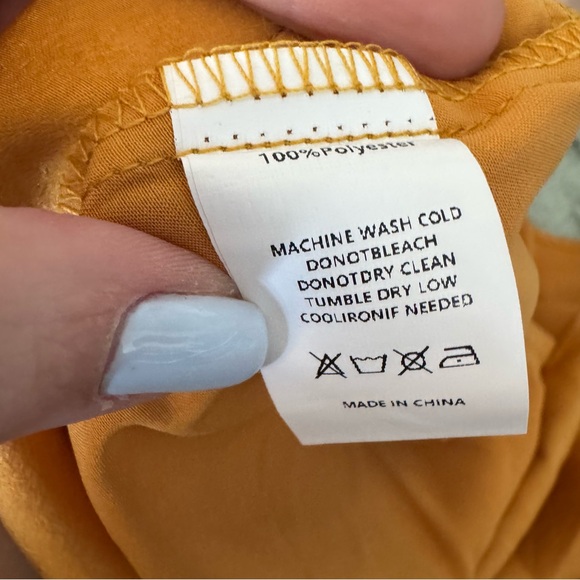 100%Polyester
MACHINE WASH COLD
DONOTBLEACH
DONOTDRY CLEAN
TUMBLE DRY LOW
COOLIRONIF NEEDED
MADE IN CHINA